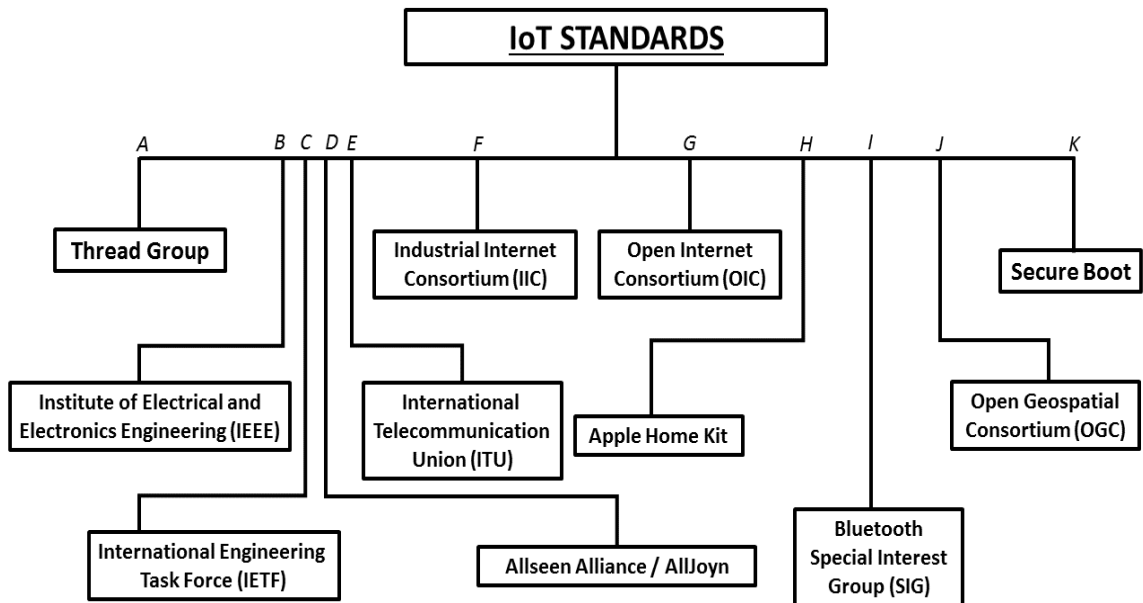 IoT STANDARDS
A
B
C
D
E
F
G
H
I
J
K
Thread Group
Industrial Internet
Consortium (IIC)
Open Internet
Consortium (OIC)
Secure Boot
Institute of Electrical and
Electronics Engineering (IEEE)
International
Telecommunication
Union (ITU)
Apple Home Kit
Open Geospatial
Consortium (OGC)
International Engineering
Task Force (IETF)
Allseen Alliance / AllJoyn
Bluetooth
Special Interest
Group (SIG)